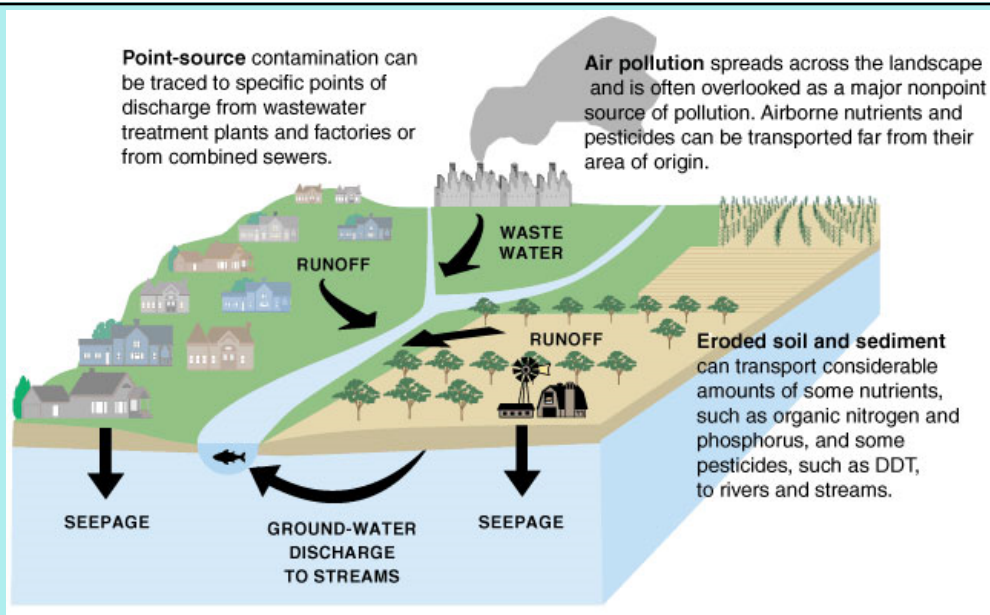 Point-source contamination can
be traced to specific points of
discharge from wastewater
treatment plants and factories or
from combined sewers.
Air pollution spreads across the landscape
and is often overlooked as a major nonpoint
source of pollution. Airborne nutrients and
pesticides can be transported far from their
area of origin.
WASTE
WATER
RUNOFF
RUNOFF
Eroded soil and sediment
can transport considerable
amounts of some nutrients,
such as organic nitrogen and
phosphorus, and some
pesticides, such as DDT,
to rivers and streams.
SEEPAGE
GROUND-WATER
DISCHARGE
TO STREAMS
SEEPAGE